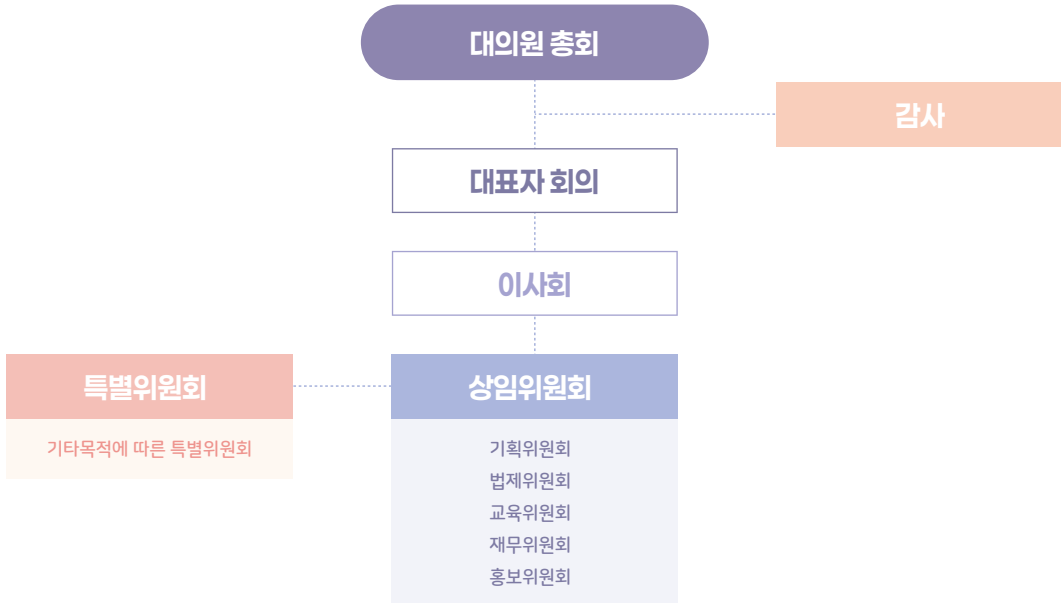 대의원 총회
감사
대표자 회의
이사회
특별위원회
기타목적에 따른 특별위원회
상임위원회
기획위원회
법제위원회
교육위원회
재무위원회
홍보위원회